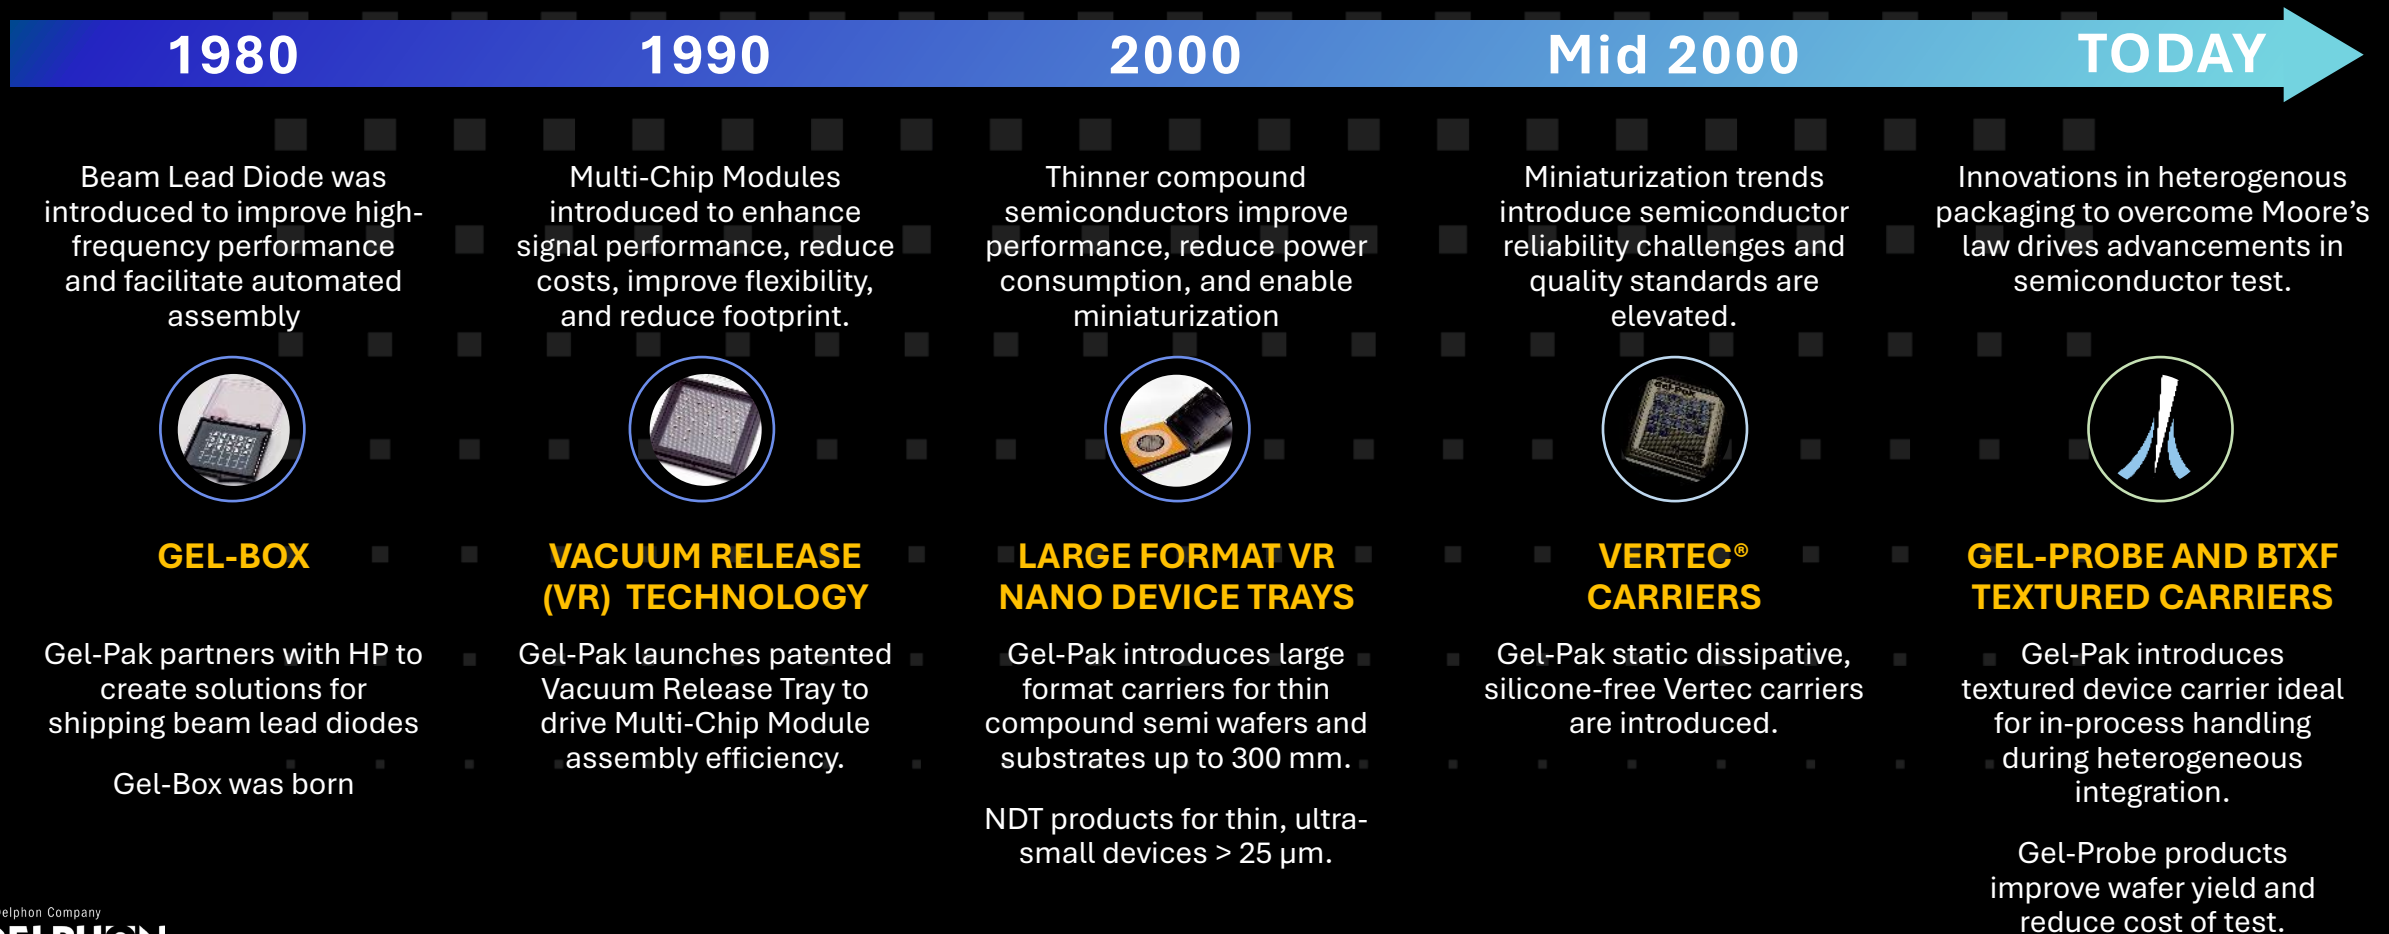 1980
1990
2000
Mid 2000
TODAY
Beam Lead Diode was
introduced to improve high-
frequency performance
and facilitate automated
assembly
Multi-Chip Modules
introduced to enhance
signal performance, reduce
costs, improve flexibility,
and reduce footprint.
Thinner compound
semiconductors improve
performance, reduce power
consumption, and enable
miniaturization
Miniaturization trends
introduce semiconductor
reliability challenges and
quality standards are
elevated.
Innovations in heterogenous
packaging to overcome Moore’s
law drives advancements in
semiconductor test.
GEL-BOX
VACUUM RELEASE
(VR) TECHNOLOGY
LARGE FORMAT VR
NANO DEVICE TRAYS
VERTEC®
CARRIERS
GEL-PROBE AND BTXF
TEXTURED CARRIERS
Gel-Pak partners with HP to
create solutions for
shipping beam lead diodes
Gel-Box was born
Gel-Pak launches patented
Vacuum Release Tray to
drive Multi-Chip Module
assembly efficiency.
Gel-Pak introduces large
format carriers for thin
compound semi wafers and
substrates up to 300 mm.
NDT products for thin, ultra-
small devices > 25 µm.
Gel-Pak static dissipative,
silicone-free Vertec carriers
are introduced.
Gel-Pak introduces
textured device carrier ideal
for in-process handling
during heterogeneous
integration.
Gel-Probe products
improve wafer yield and
reduce cost of test.
Company